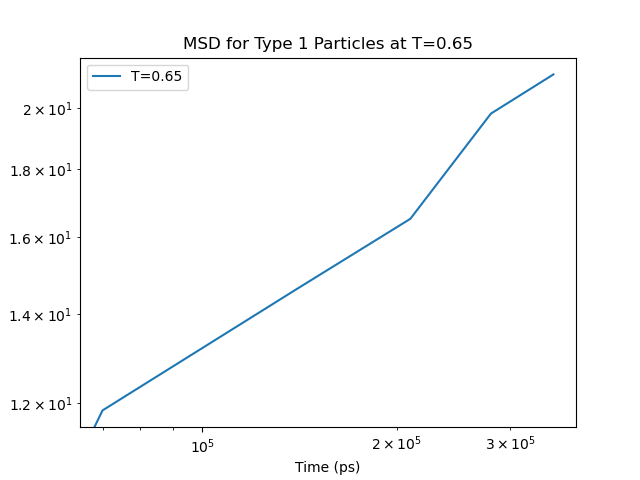 MSD for Type 1 Particles at T=0.65
T=0.65
2 × 10¹
1.8 × 10¹
1.6 × 10¹
1.4 × 10¹
1.2 × 10¹
10⁵
2 × 10⁵
3 × 10⁵
Time (ps)